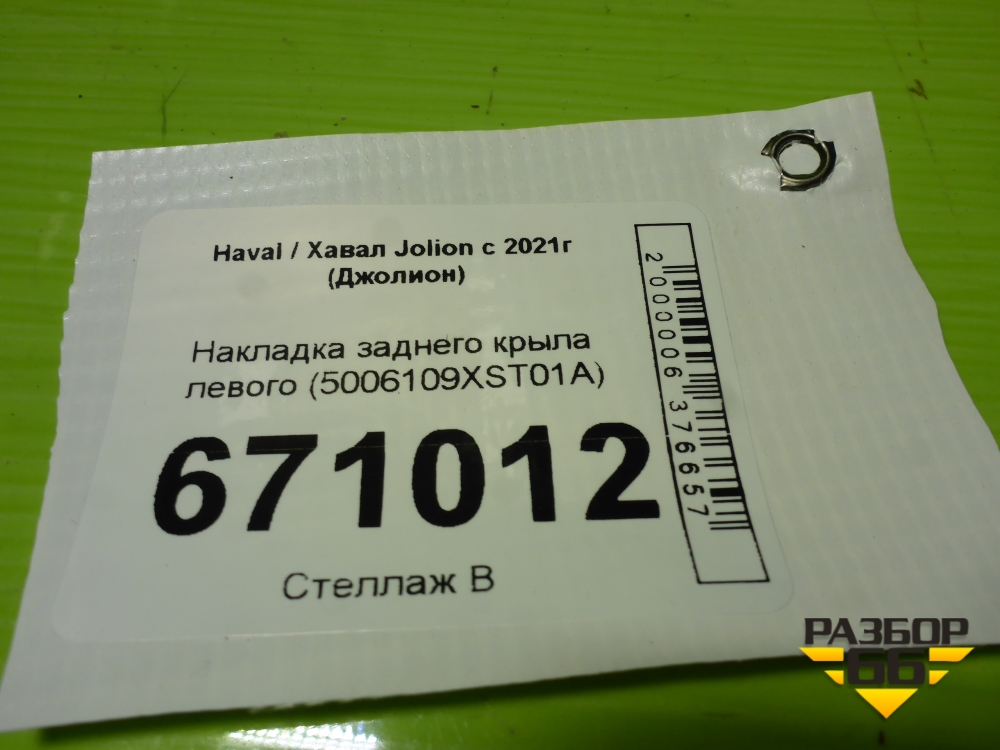 Haval / Хавал Jolion с 2021г
(Джолион)
Накладка заднего крыла
левого (5006109XST01A)
671012
Стеллаж В
2000006376657
РАЗБОР
66